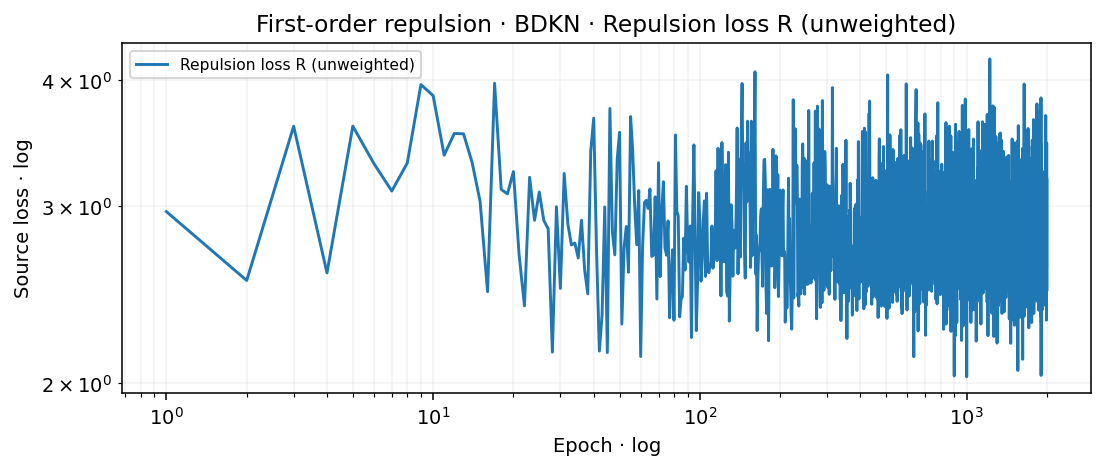 First-order repulsion · BDKN · Repulsion loss R (unweighted)
Repulsion loss R (unweighted)
4 × 10⁰
3 × 10⁰
2 × 10⁰
Source loss · log
10⁰ 10¹ 10² 10³
Epoch · log